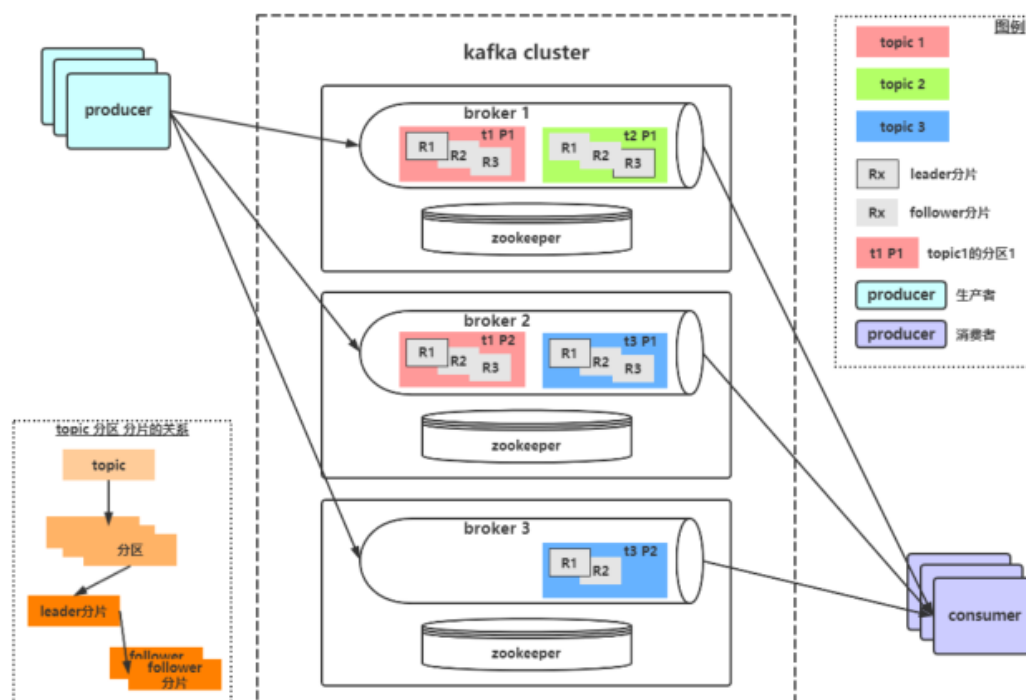 kafka cluster
producer
broker 1
t1 P1
R1
R2
R3
t2 P1
R1
R2
R3
zookeeper
broker 2
t1 P2
R1
R2
R3
t3 P1
R1
R2
R3
zookeeper
broker 3
t3 P2
R1
R2
zookeeper
consumer
图例
topic 1
topic 2
topic 3
Rx leader分片
Rx follower分片
t1 P1 topic1的分区1
producer 生产者
producer 消费者
topic 分区 分片的关系
topic
分区
leader分片
follower
follower
分片